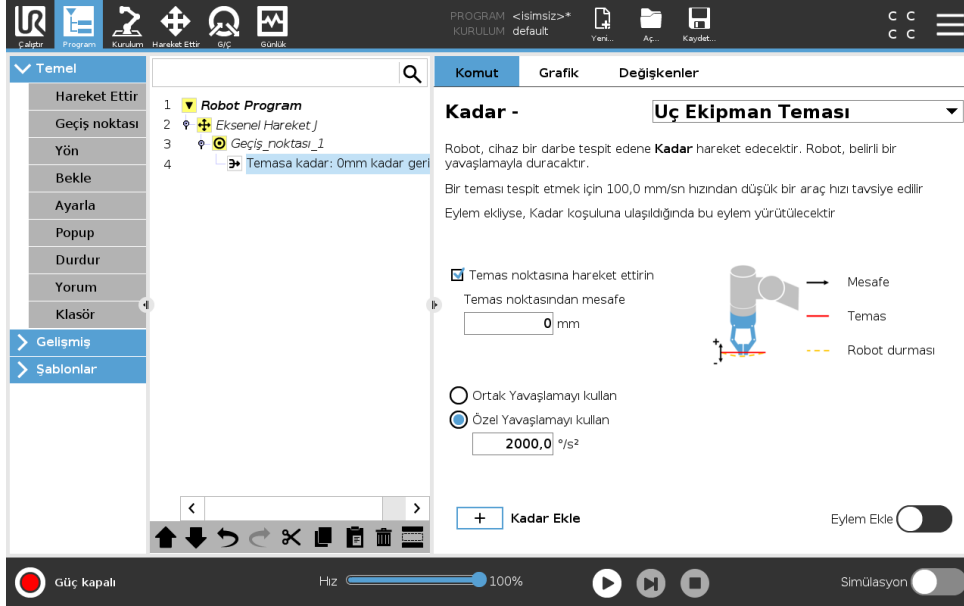 PROGRAM <isimsiz>*
KURULUM default
C C
C C
Çalıştır
Program
Kurulum
Hareket Ettir
G/Ç
Günlük
Yeni...
Aç...
Kaydet...
Temel
Hareket Ettir
Geçiş noktası
Yön
Bekle
Ayarla
Popup
Durdur
Yorum
Klasör
Gelişmiş
Şablonlar
1 Robot Program
2 Eksenel Hareket J
3 Geçiş_noktası_1
4 Temasa kadar: 0mm kadar geri
Komut
Grafik
Değişkenler
Kadar -
Uç Ekipman Teması
Robot, cihaz bir darbe tespit edene Kadar hareket edecektir. Robot, belirli bir
yavaşlamayla duracaktır.
Bir teması tespit etmek için 100,0 mm/sn hızından düşük bir araç hızı tavsiye edilir
Eylem ekliyse, Kadar koşuluna ulaşıldığında bu eylem yürütülecektir
Temas noktasına hareket ettirin
Temas noktasından mesafe
0 mm
Mesafe
Temas
Robot durması
+
-
Ortak Yavaşlamayı kullan
Özel Yavaşlamayı kullan
2000,0 °/s²
+ Kadar Ekle
Eylem Ekle
Güç kapalı
Hız
100%
Simülasyon